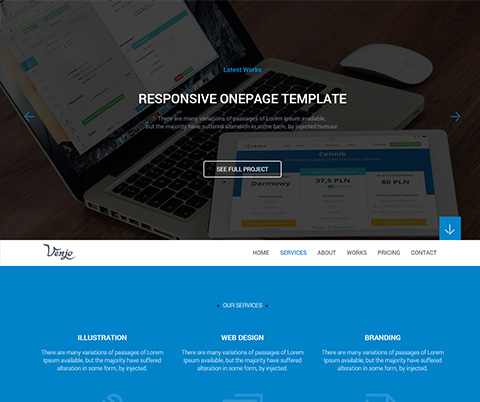 Latest Works
RESPONSIVE ONEPAGE TEMPLATE
There are many variations of passages of Lorem Ipsum available,
but the majority have suffered alteration in some form, by injected humour.
SEE FULL PROJECT
Cennik
Darmowy
37,5 PLN
80 PLN
Venjo
HOME
SERVICES
ABOUT
WORKS
PRICING
CONTACT
OUR SERVICES
ILLUSTRATION
There are many variations of passages of Lorem
Ipsum available, but the majority have suffered
alteration in some form, by injected.
WEB DESIGN
There are many variations of passages of Lorem
Ipsum available, but the majority have suffered
alteration in some form, by injected.
BRANDING
There are many variations of passages of Lorem
Ipsum available, but the majority have suffered
alteration in some form, by injected.